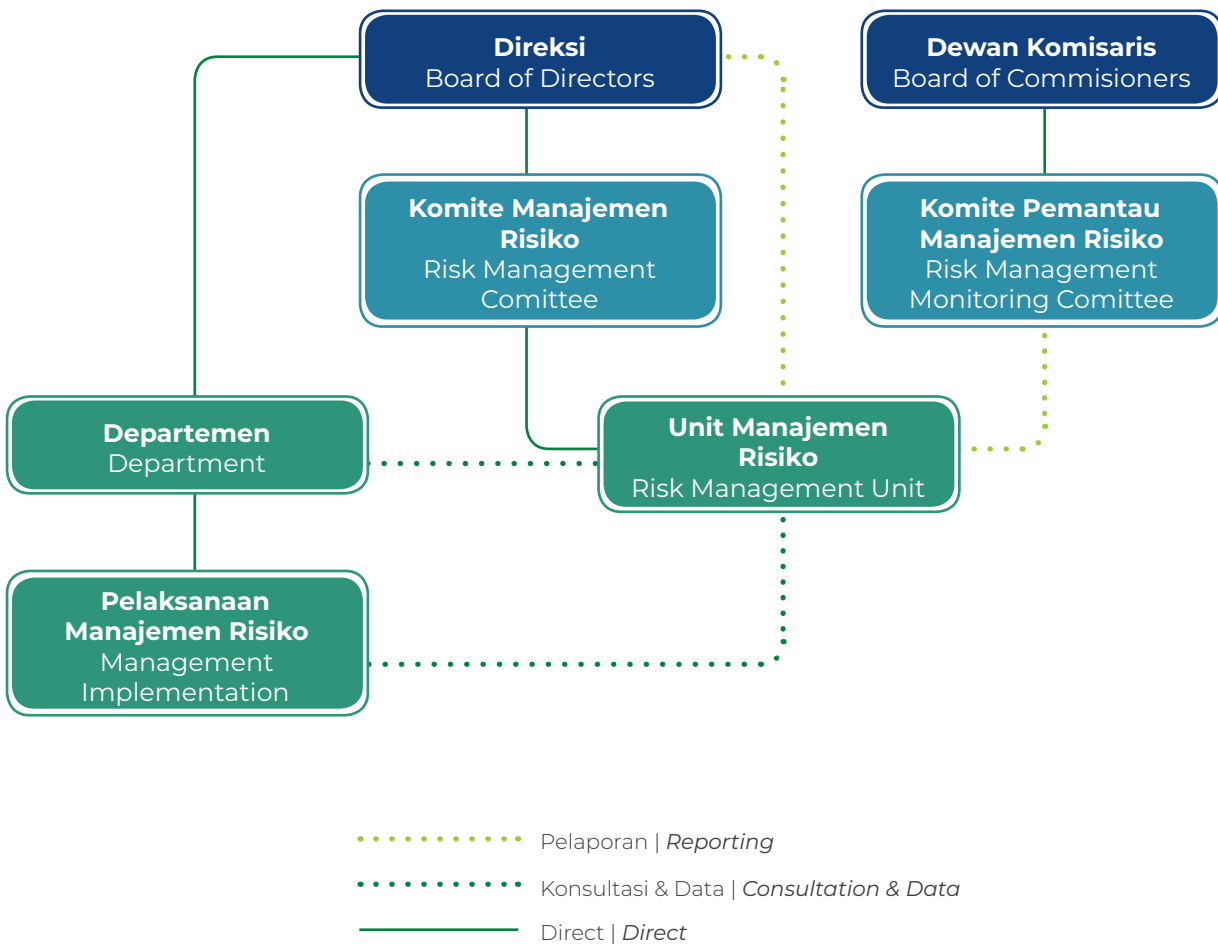 Direksi
Board of Directors
Dewan Komisaris
Board of Commisioners
Komite Manajemen
Risiko
Risk Management
Comittee
Komite Pemantau
Manajemen Risiko
Risk Management
Monitoring Comittee
Departemen
Department
Unit Manajemen
Risiko
Risk Management Unit
Pelaksanaan
Manajemen Risiko
Management
Implementation
Pelaporan | Reporting
Konsultasi & Data | Consultation & Data
Direct | Direct